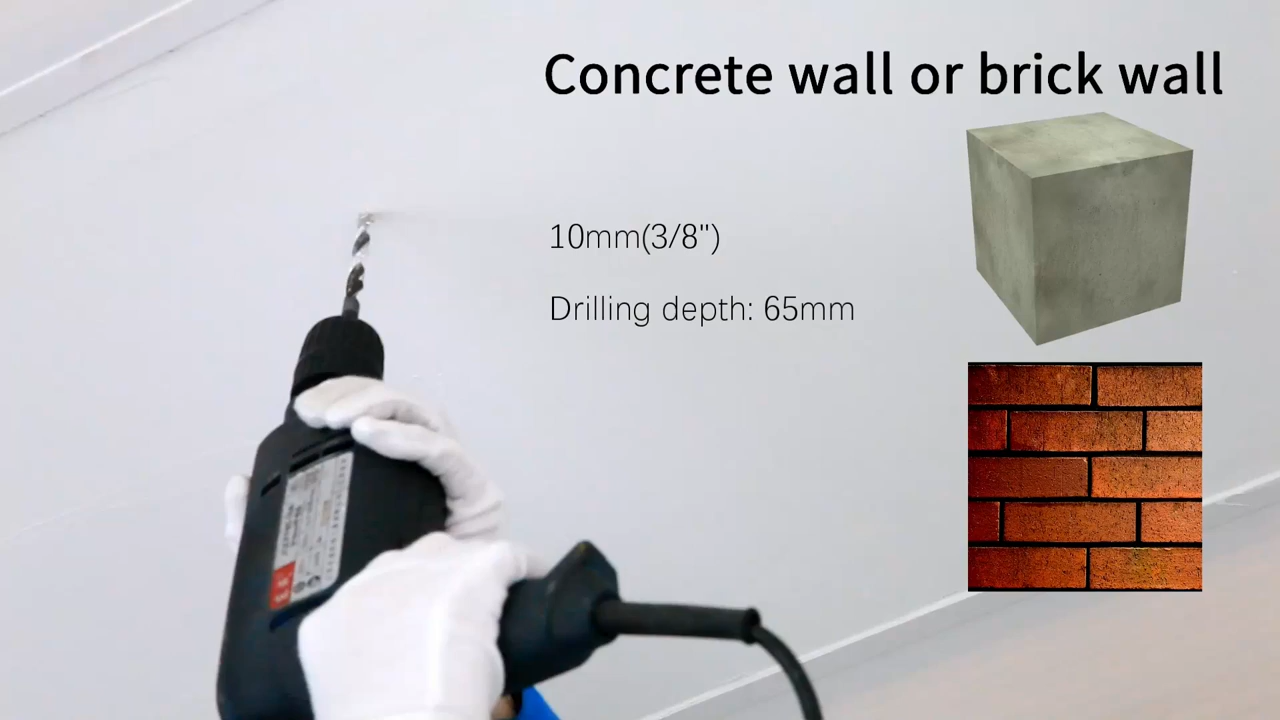 Concrete wall or brick wall
10mm(3/8")
Drilling depth: 65mm